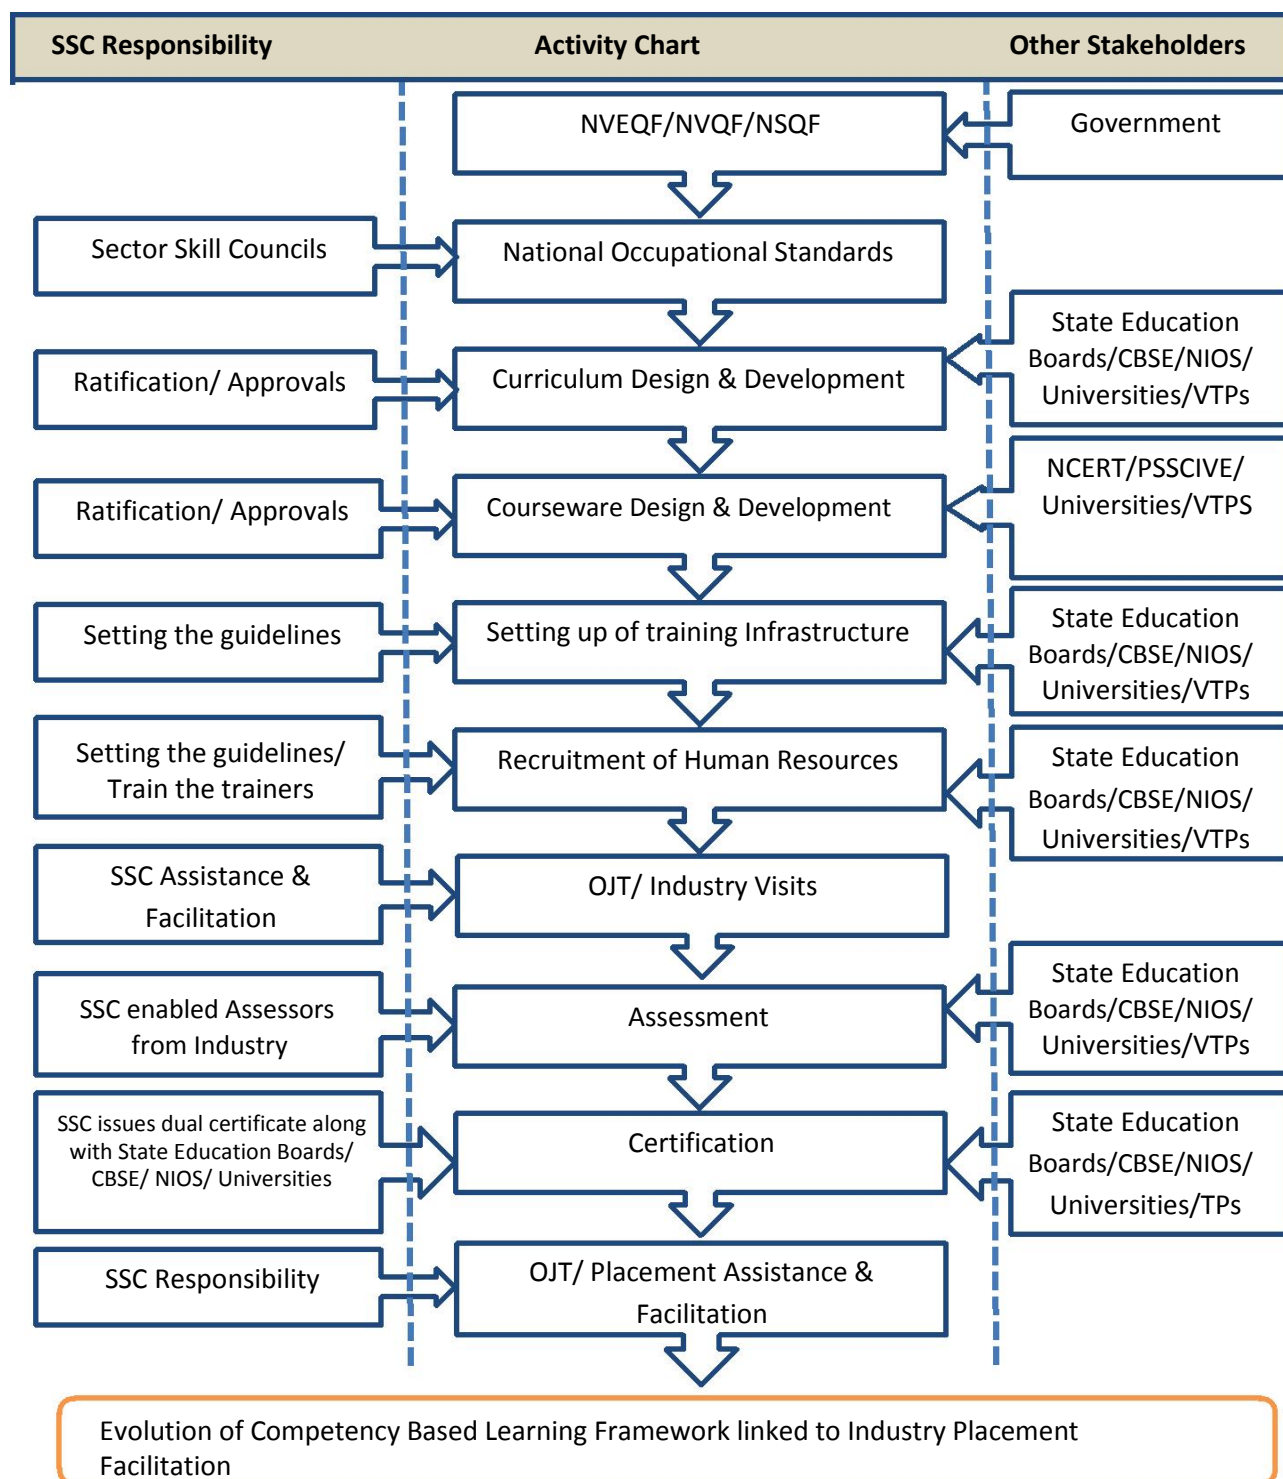 SSC Responsibility
Activity Chart
Other Stakeholders
NVEQF/NVQF/NSQF
Government
Sector Skill Councils
National Occupational Standards
Ratification/ Approvals
Curriculum Design & Development
State Education
Boards/CBSE/NIOS/
Universities/VTPs
Ratification/ Approvals
Courseware Design & Development
NCERT/PSSCIVE/
Universities/VTPS
Setting the guidelines
Setting up of training Infrastructure
State Education
Boards/CBSE/NIOS/
Universities/VTPs
Setting the guidelines/
Train the trainers
Recruitment of Human Resources
State Education
Boards/CBSE/NIOS/
Universities/VTPs
SSC Assistance &
Facilitation
OJT/ Industry Visits
SSC enabled Assessors
from Industry
Assessment
State Education
Boards/CBSE/NIOS/
Universities/VTPs
SSC issues dual certificate along
with State Education Boards/
CBSE/ NIOS/ Universities
Certification
State Education
Boards/CBSE/NIOS/
Universities/TPs
SSC Responsibility
OJT/ Placement Assistance &
Facilitation
Evolution of Competency Based Learning Framework linked to Industry Placement
Facilitation